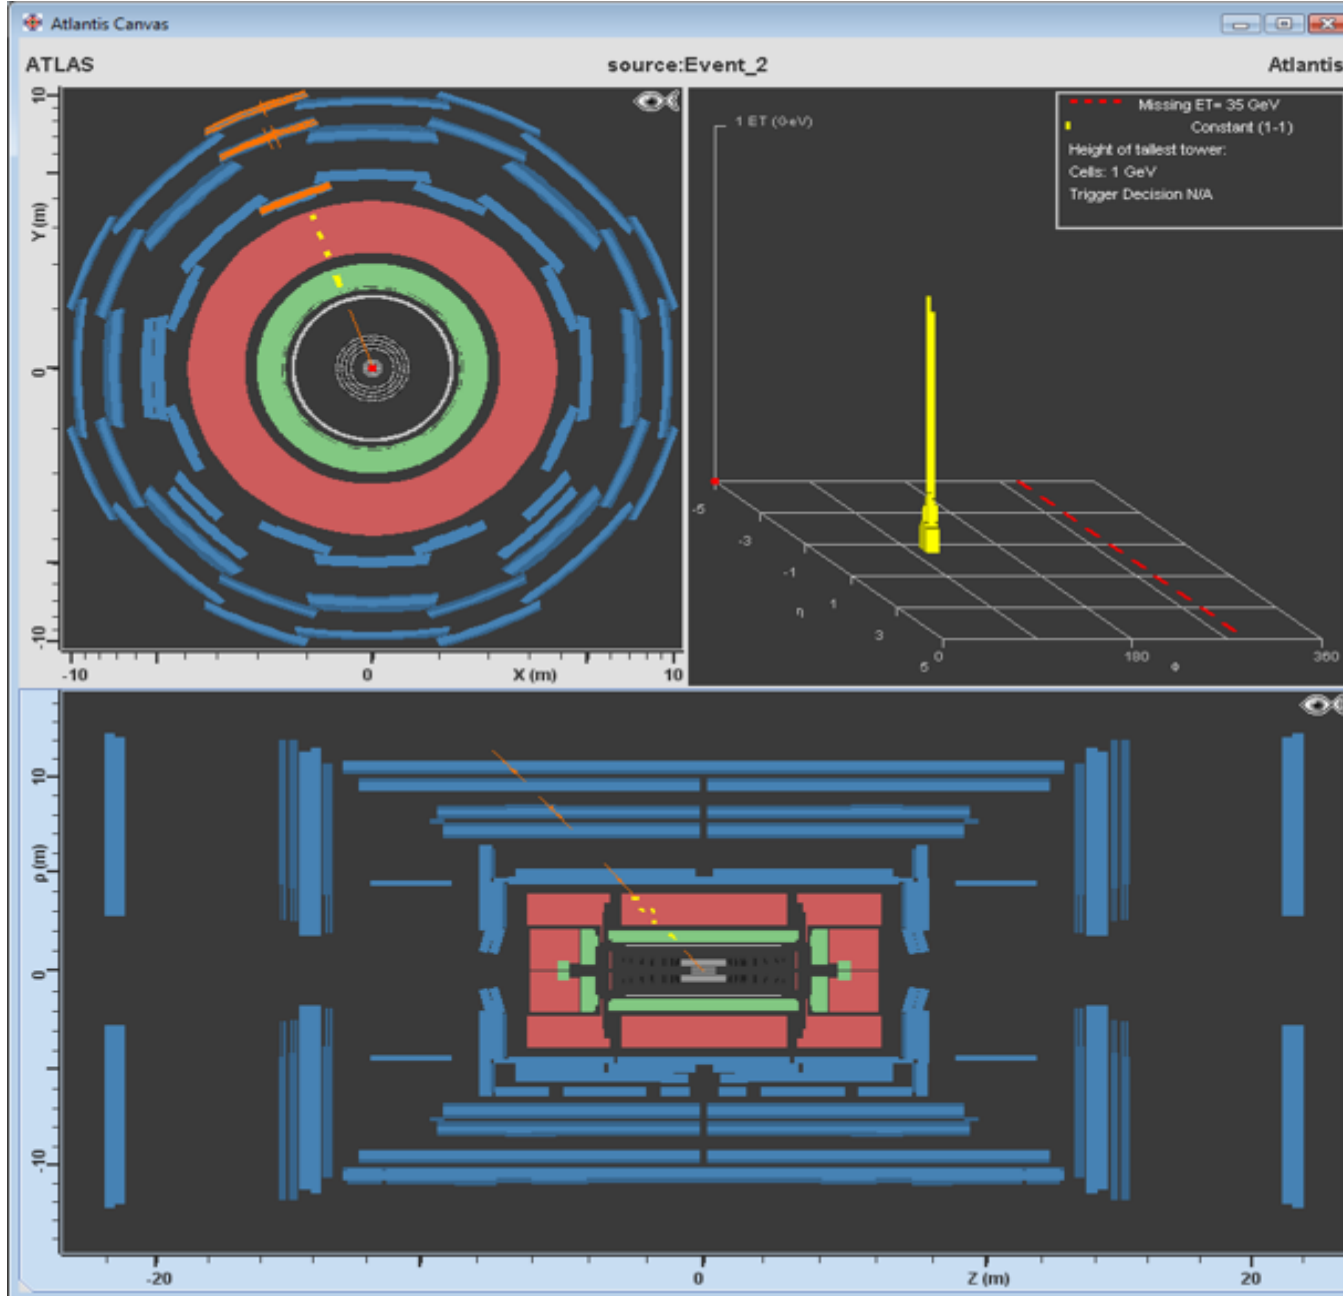 Atlantis Canvas
ATLAS source:Event_2 Atlantis
10
Y (m)
0
-10
-10 0 X (m) 10
1 ET (0eV)
Missing ET= 35 GeV
Constant (1-1)
Height of tallest tower:
Cells: 1 GeV
Trigger Decision N/A
-5
-3
-1
η 1
3
5 0 180 Φ 360
10
ρ (m)
0
-10
-20 0 Z (m) 20